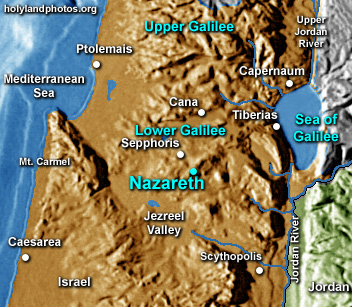 holylandphotos.org
Upper Galilee
Upper
Jordan
River
Ptolemais
Capernaum
Mediterranean
Sea
Cana
Tiberias
Sea of
Galilee
Lower Galilee
Sepphoris
Mt. Carmel
Nazareth
Jezreel
Valley
Caesarea
Scythopolis
Jordan River
Israel
Jordan